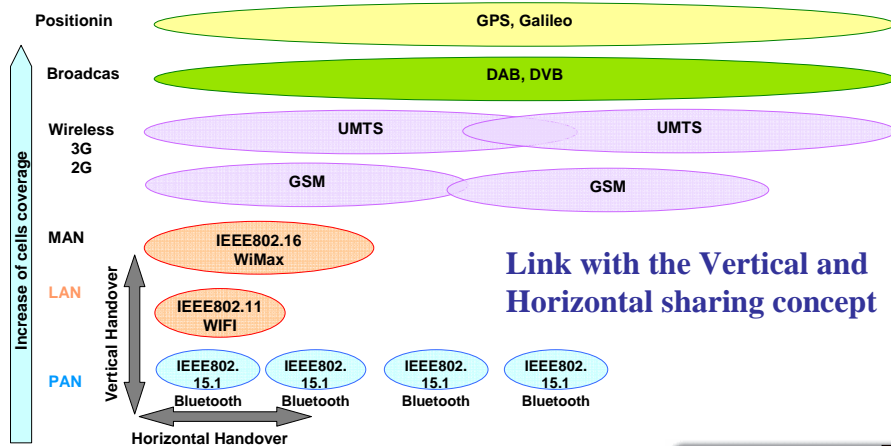 Positionin
GPS, Galileo
Broadcas
DAB, DVB
Wireless
3G
2G
UMTS
UMTS
GSM
GSM
MAN
IEEE802.16
WiMax
LAN
IEEE802.11
WIFI
PAN
IEEE802.
15.1
Bluetooth
IEEE802.
15.1
Bluetooth
IEEE802.
15.1
Bluetooth
IEEE802.
15.1
Bluetooth
Increase of cells coverage
Vertical Handover
Horizontal Handover
Link with the Vertical and
Horizontal sharing concept